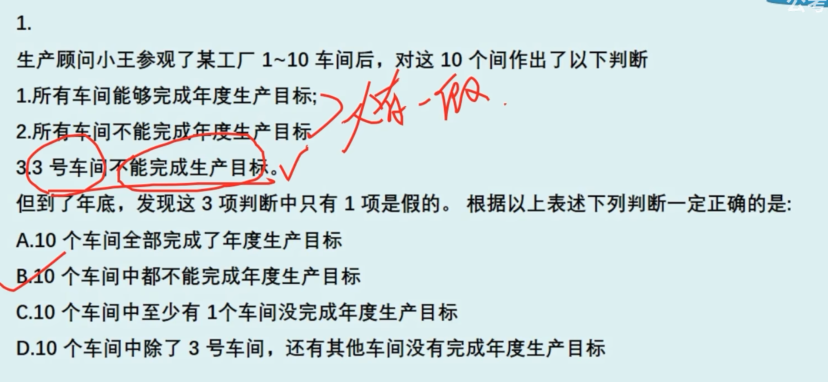 公考
1.
生产顾问小王参观了某工厂 1~10 车间后，对这 10 个间作出了以下判断
1.所有车间能够完成年度生产目标;
2.所有车间不能完成年度生产目标
必有一假.
3.3 号车间不能完成生产目标。
但到了年底，发现这 3 项判断中只有 1 项是假的。 根据以上表述下列判断一定正确的是:
A.10 个车间全部完成了年度生产目标
B.10 个车间中都不能完成年度生产目标
C.10 个车间中至少有 1个车间没完成年度生产目标
D.10 个车间中除了 3 号车间，还有其他车间没有完成年度生产目标